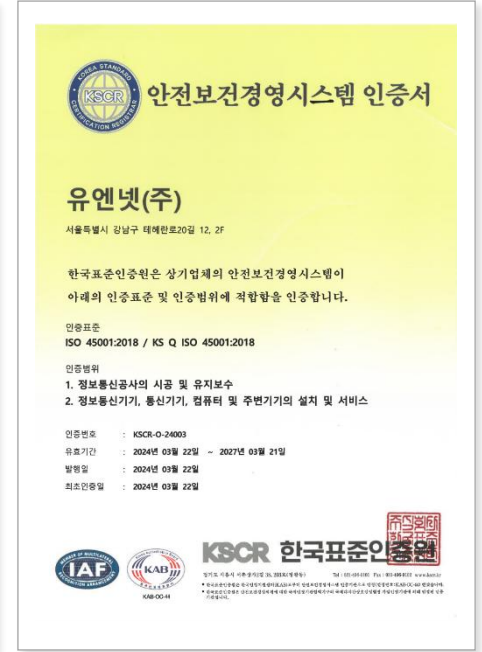 KOREA STANDARD
KSCR
CERTIFICATION REGISTRAR
안전보건경영시스템 인증서
유엔넷(주)
서울특별시 강남구 테헤란로20길 12, 2F
한국표준인증원은 상기업체의 안전보건경영시스템이
아래의 인증표준 및 인증범위에 적합함을 인증합니다.
인증표준
ISO 45001:2018 / KS Q ISO 45001:2018
인증범위
1. 정보통신공사의 시공 및 유지보수
2. 정보통신기기, 통신기기, 컴퓨터 및 주변기기의 설치 및 서비스
인증번호 : KSCR-O-24003
유효기간 : 2024년 03월 22일 ~ 2027년 03월 21일
발행일 : 2024년 03월 22일
최초인증일 : 2024년 03월 22일
KSCR 한국표준인증원
MEMBER OF MULTILATERAL
RECOGNITION ARRANGEMENT
IAF
KAB
KAB-OC-14